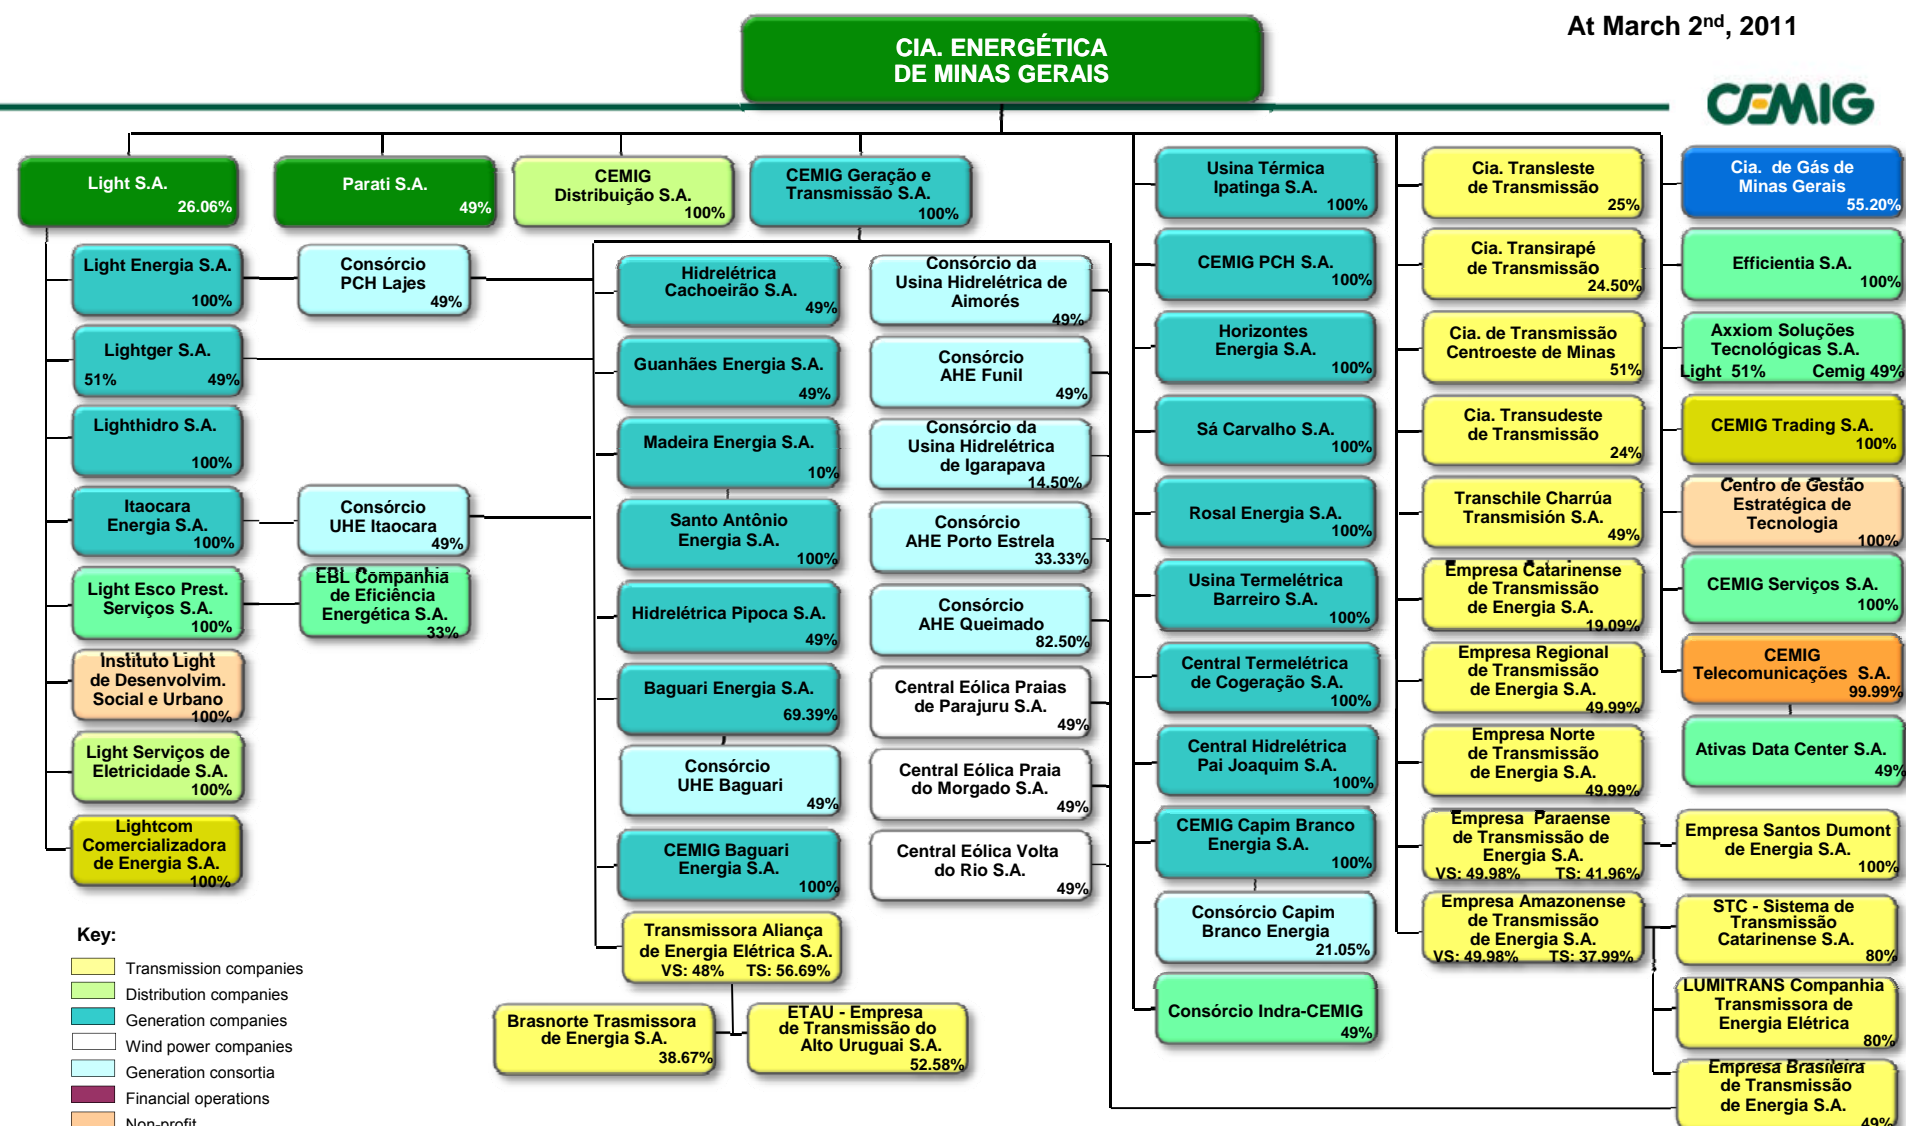 At March 2nd, 2011
CIA. ENERGÉTICA
DE MINAS GERAIS
CEMIG
Light S.A.
26.06%
Parati S.A.
49%
CEMIG
Distribuição S.A.
100%
CEMIG Geração e
Transmissão S.A.
100%
Light Energia S.A.
100%
Consórcio
PCH Lajes
49%
Lightger S.A.
51% 49%
Lighthidro S.A.
100%
Itaocara
Energia S.A.
100%
Consórcio
UHE Itaocara
49%
Light Esco Prest.
Serviços S.A.
100%
EBL Companhia
de Eficiência
Energética S.A.
33%
Instituto Light
de Desenvolvim.
Social e Urbano
100%
Light Serviços de
Eletricidade S.A.
100%
Lightcom
Comercializadora
de Energia S.A.
100%
Hidrelétrica
Cachoeirão S.A.
49%
Guanhães Energia S.A.
49%
Madeira Energia S.A.
10%
Santo Antônio
Energia S.A.
100%
Hidrelétrica Pipoca S.A.
49%
Baguari Energia S.A.
69.39%
Consórcio
UHE Baguari
49%
CEMIG Baguari
Energia S.A.
100%
Transmissora Aliança
de Energia Elétrica S.A.
VS: 48% TS: 56.69%
Brasnorte Trasmissora
de Energia S.A.
38.67%
ETAU - Empresa
de Transmissão do
Alto Uruguai S.A.
52.58%
Consórcio da
Usina Hidrelétrica de
Aimorés
49%
Consórcio
AHE Funil
49%
Consórcio da
Usina Hidrelétrica
de Igarapava
14.50%
Consórcio
AHE Porto Estrela
33.33%
Consórcio
AHE Queimado
82.50%
Central Eólica Praias
de Parajuru S.A.
49%
Central Eólica Praia
do Morgado S.A.
49%
Central Eólica Volta
do Rio S.A.
49%
Usina Térmica
Ipatinga S.A.
100%
CEMIG PCH S.A.
100%
Horizontes
Energia S.A.
100%
Sá Carvalho S.A.
100%
Rosal Energia S.A.
100%
Usina Termelétrica
Barreiro S.A.
100%
Central Termelétrica
de Cogeração S.A.
100%
Central Hidrelétrica
Pai Joaquim S.A.
100%
CEMIG Capim Branco
Energia S.A.
100%
Consórcio Capim
Branco Energia
21.05%
Consórcio Indra-CEMIG
49%
Cia. Transleste
de Transmissão
25%
Cia. Transirapé
de Transmissão
24.50%
Cia. de Transmissão
Centroeste de Minas
51%
Cia. Transudeste
de Transmissão
24%
Transchile Charrúa
Transmisión S.A.
49%
Empresa Catarinense
de Transmissão
de Energia S.A.
19.09%
Empresa Regional
de Transmissão
de Energia S.A.
49.99%
Empresa Norte
de Transmissão
de Energia S.A.
49.99%
Empresa Paraense
de Transmissão de
Energia S.A.
VS: 49.98% TS: 41.96%
Empresa Amazonense
de Transmissão
de Energia S.A.
VS: 49.98% TS: 37.99%
Cia. de Gás de
Minas Gerais
55.20%
Efficientia S.A.
100%
Axxiom Soluções
Tecnológicas S.A.
Light 51% Cemig 49%
CEMIG Trading S.A.
100%
Centro de Gestão
Estratégica de
Tecnologia
100%
CEMIG Serviços S.A.
100%
CEMIG
Telecomunicações S.A.
99.99%
Ativas Data Center S.A.
49%
Empresa Santos Dumont
de Energia S.A.
100%
STC - Sistema de
Transmissão
Catarinense S.A.
80%
LUMITRANS Companhia
Transmissora de
Energia Elétrica
80%
Empresa Brasileira
de Transmissão
de Energia S.A.
49%
Key:
Transmission companies
Distribution companies
Generation companies
Wind power companies
Generation consortia
Financial operations
Non-profit